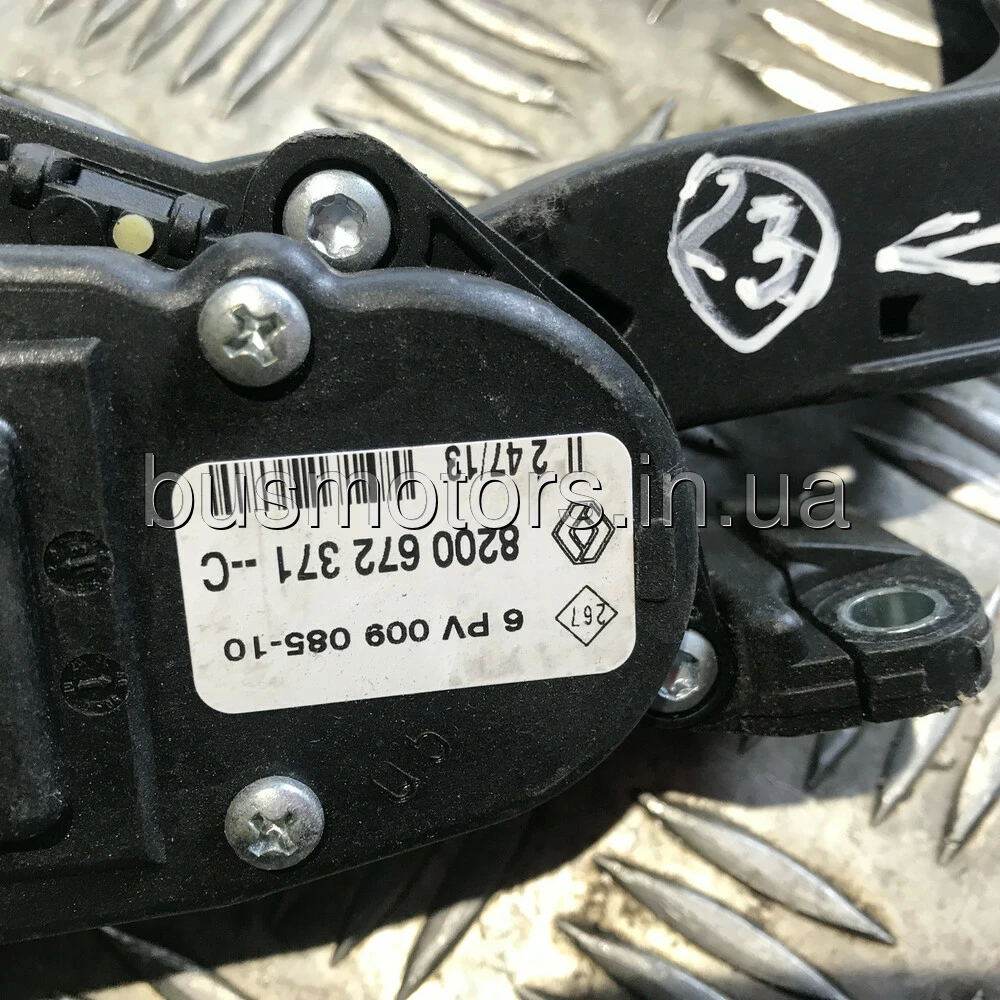 23 V
6 PV 009 085-10
267
8200 672 371 --C
247/13
busmotors.in.ua